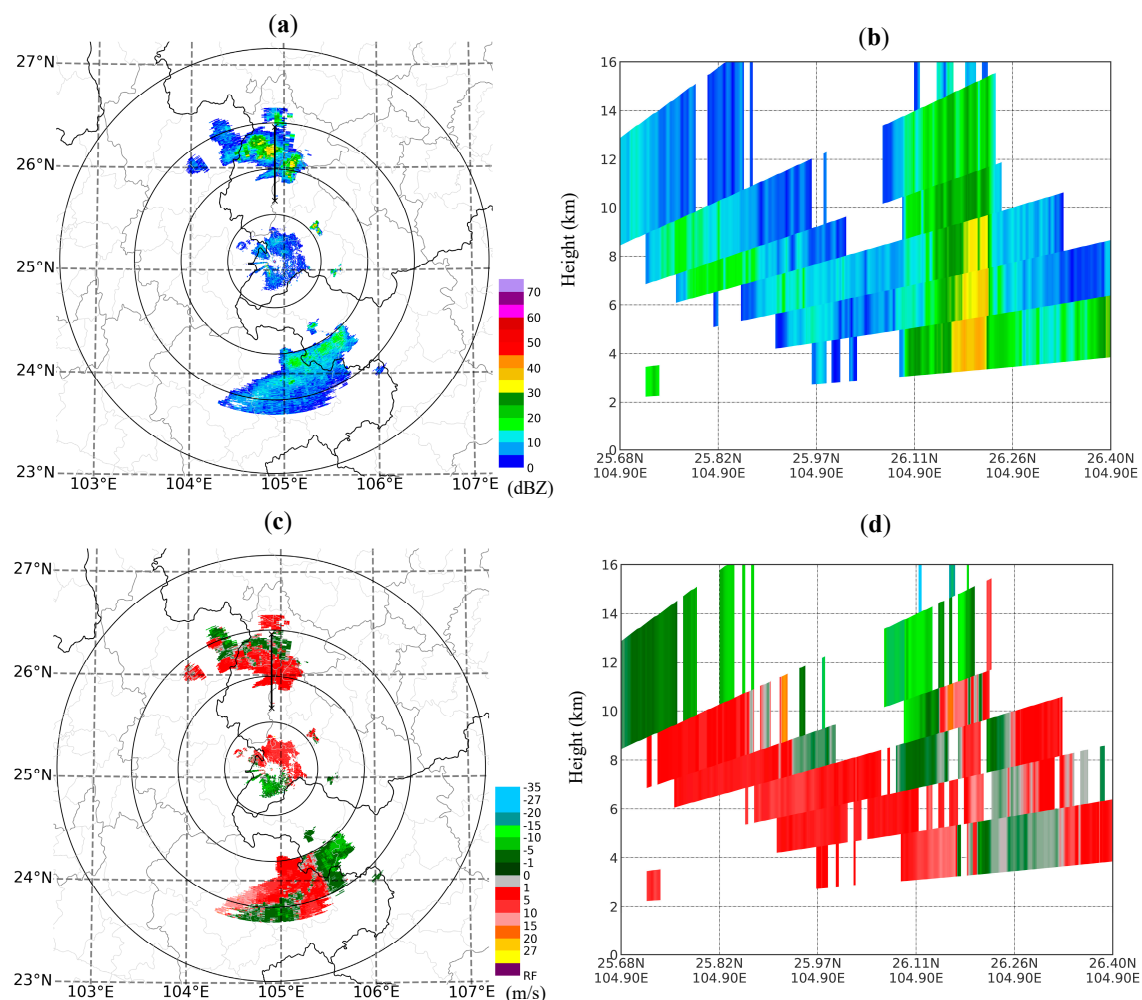 (a)
27°N
26°N
25°N
24°N
23°N
103°E 104°E 105°E 106°E 107°E
70
60
50
40
30
20
10
0
(dBZ)
(b)
Height (km)
16
14
12
10
8
6
4
2
0
25.68N 25.82N 25.97N 26.11N 26.26N 26.40N
104.90E 104.90E 104.90E 104.90E 104.90E 104.90E
(c)
27°N
26°N
25°N
24°N
23°N
103°E 104°E 105°E 106°E 107°E
-35
-27
-20
-15
-10
-5
-1
0
1
5
10
15
20
27
RF
(m/s)
(d)
Height (km)
16
14
12
10
8
6
4
2
0
25.68N 25.82N 25.97N 26.11N 26.26N 26.40N
104.90E 104.90E 104.90E 104.90E 104.90E 104.90E